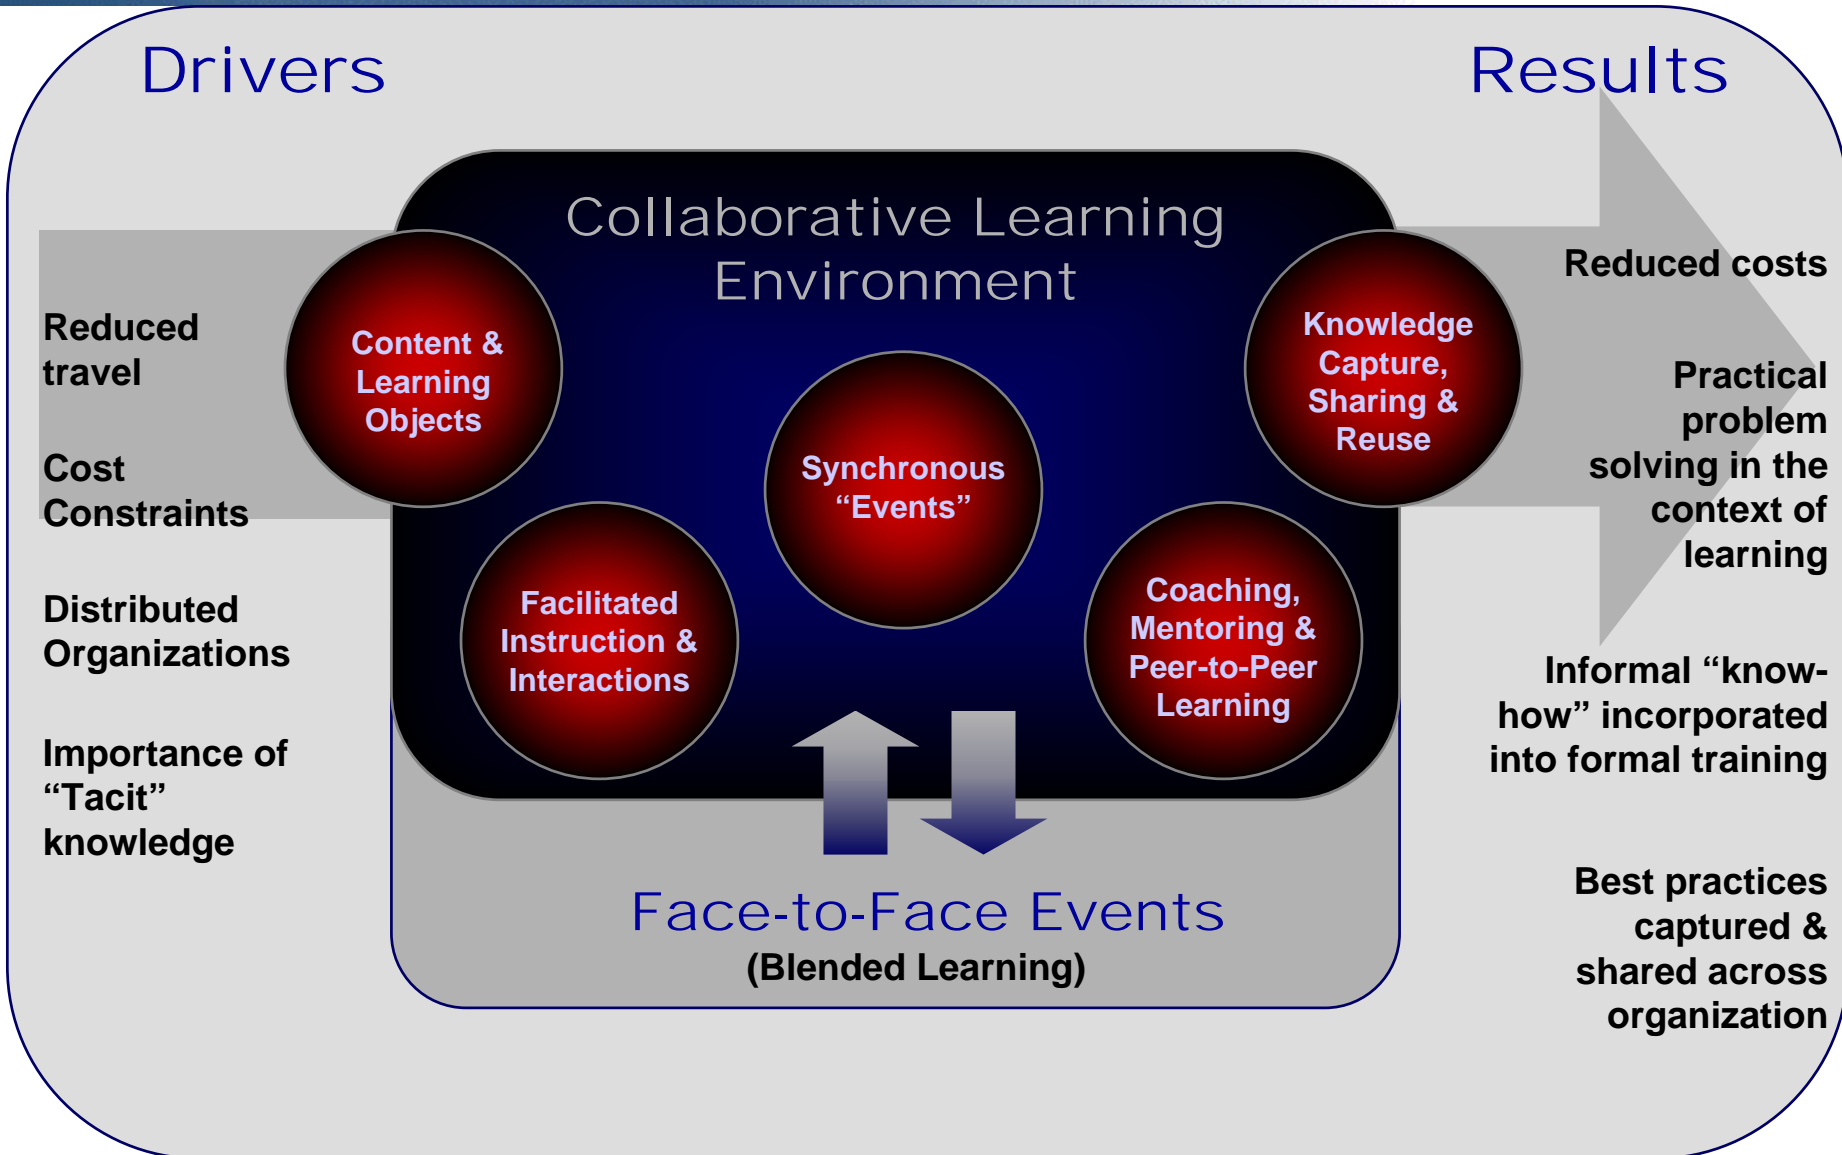 Drivers
Results
Collaborative Learning
Environment
Reduced
travel
Cost
Constraints
Distributed
Organizations
Importance of
“Tacit”
knowledge
Content &
Learning
Objects
Facilitated
Instruction &
Interactions
Synchronous
“Events”
Coaching,
Mentoring &
Peer-to-Peer
Learning
Knowledge
Capture,
Sharing &
Reuse
Face-to-Face Events
(Blended Learning)
Reduced costs
Practical
problem
solving in the
context of
learning
Informal “know-
how” incorporated
into formal training
Best practices
captured &
shared across
organization